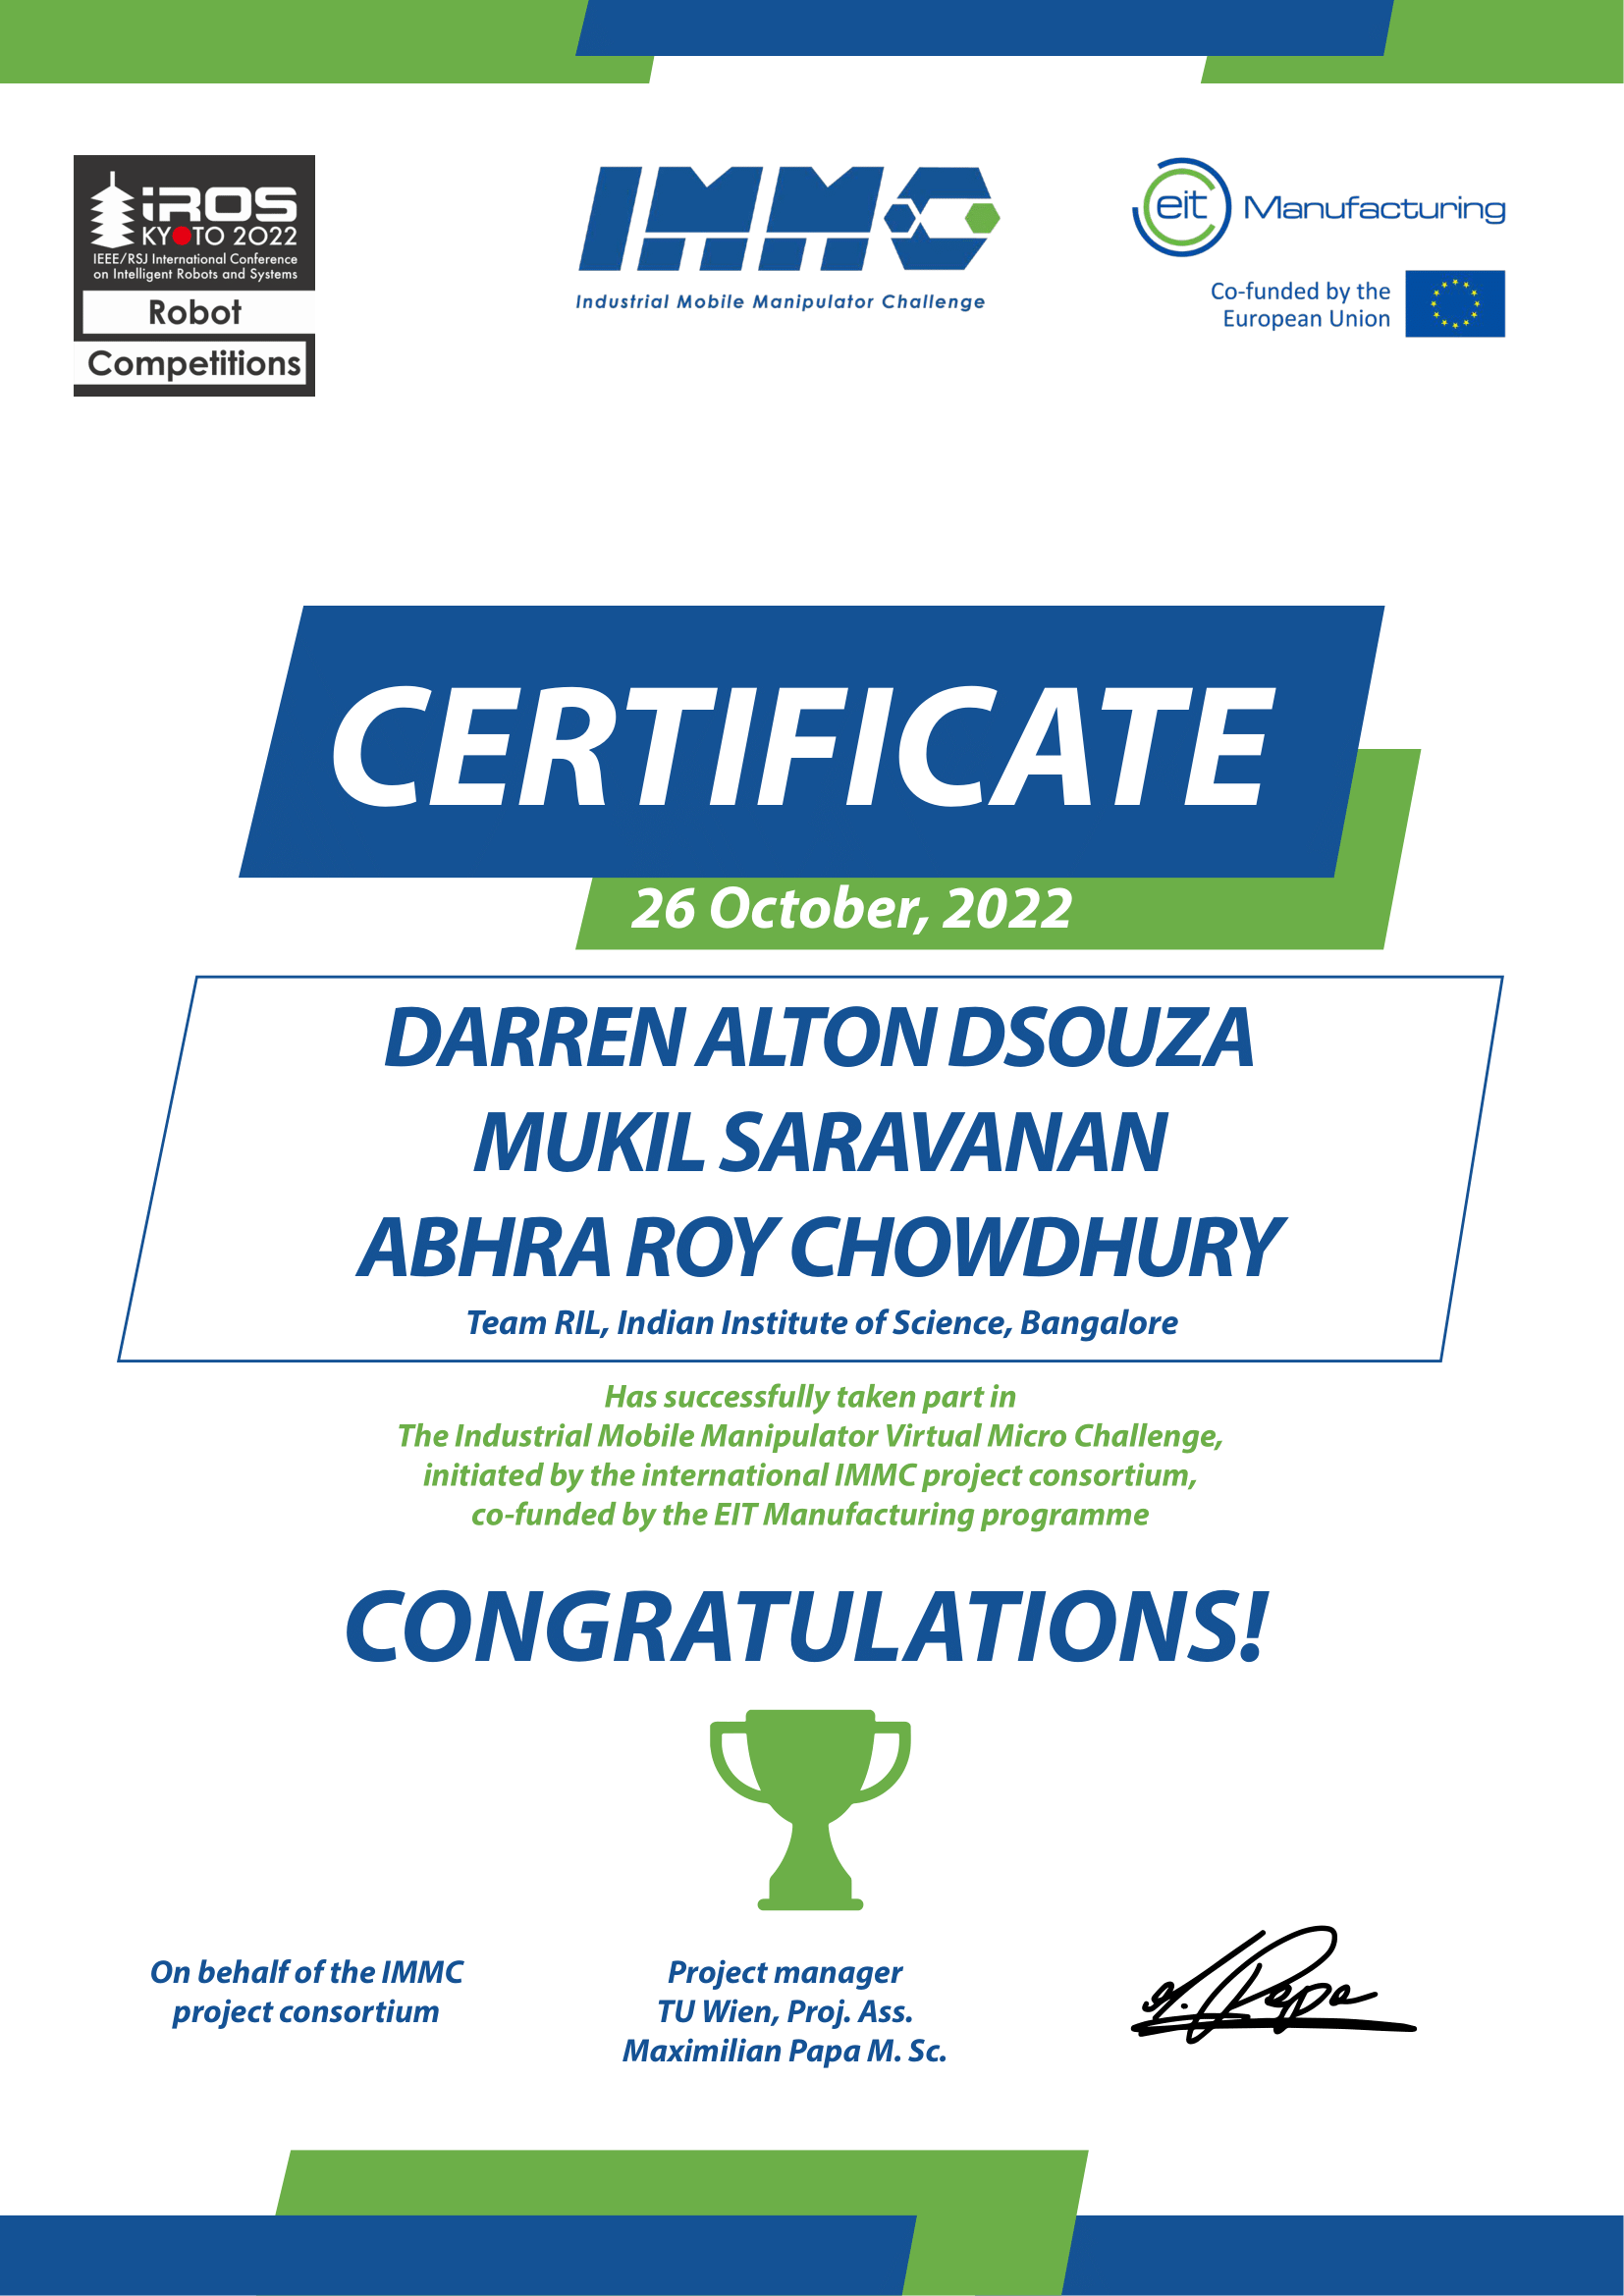 iROS
KYOTO 2022
IEEE/RSJ International Conference
on Intelligent Robots and Systems
Robot
Competitions
IMMC
Industrial Mobile Manipulator Challenge
eit Manufacturing
Co-funded by the
European Union
CERTIFICATE
26 October, 2022
DARREN ALTON DSOUZA
MUKIL SARAVANAN
ABHRA ROY CHOWDHURY
Team RIL, Indian Institute of Science, Bangalore
Has successfully taken part in
The Industrial Mobile Manipulator Virtual Micro Challenge,
initiated by the international IMMC project consortium,
co-funded by the EIT Manufacturing programme
CONGRATULATIONS!
On behalf of the IMMC
project consortium
Project manager
TU Wien, Proj. Ass.
Maximilian Papa M. Sc.
M. Papa